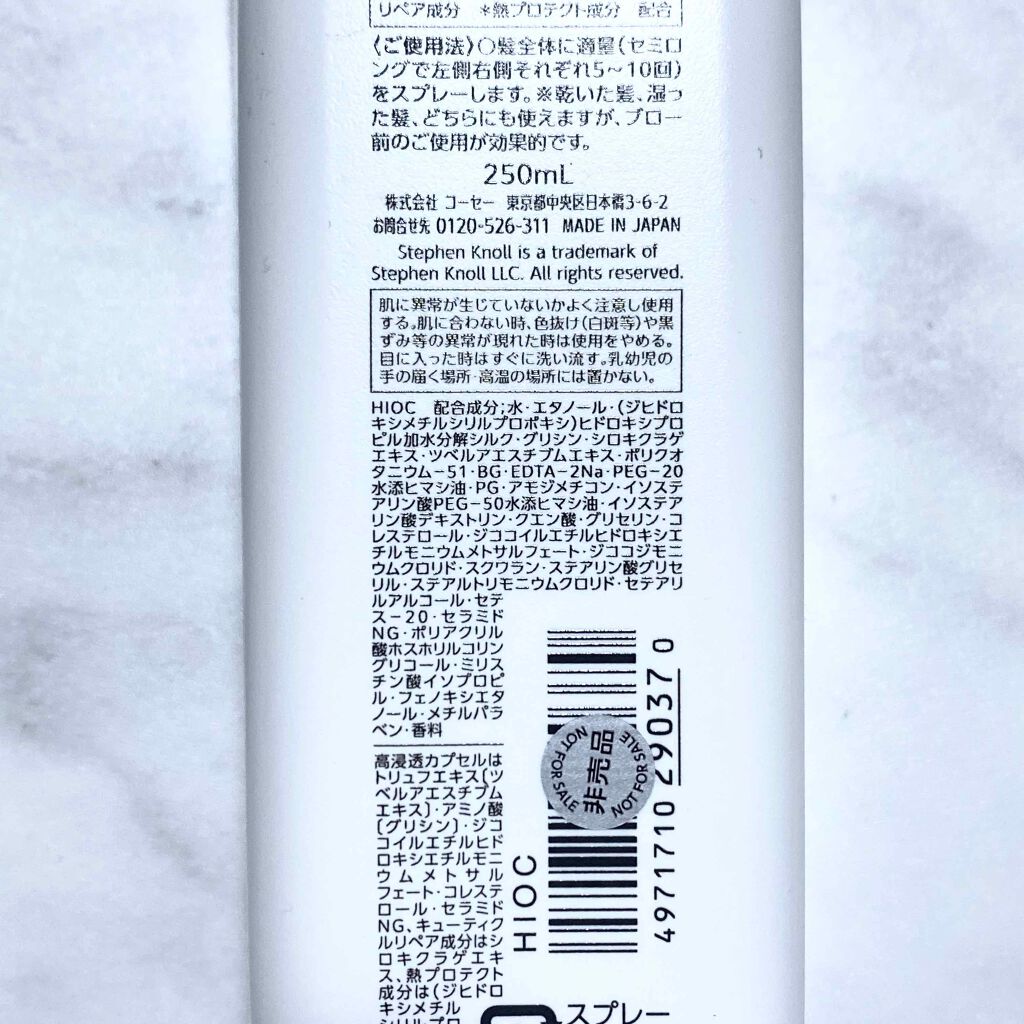 リペア成分 *熱プロテクト成分 配合
〈ご使用法〉○髪全体に適量(セミロ
ングで左側右側それぞれ5〜10回)
をスプレーします。※乾いた髪、湿っ
た髪、どちらにも使えますが、ブロー
前のご使用が効果的です。
250mL
株式会社 コーセー 東京都中央区日本橋3-6-2
お問合せ先 0120-526-311 MADE IN JAPAN
Stephen Knoll is a trademark of
Stephen Knoll LLC. All rights reserved.
肌に異常が生じていないかよく注意し使用
する。肌に合わない時、色抜け(白斑等)や黒
ずみ等の異常が現れた時は使用をやめる。
目に入った時はすぐに洗い流す。乳幼児の
手の届く場所・高温の場所には置かない。
HIOC 配合成分;水・エタノール・(ジヒドロ
キシメチルシリルプロポキシ)ヒドロキシプロ
ピル加水分解シルク・グリシン・シロキクラゲ
エキス・ツベルアエスチブムエキス・ポリクオ
タニウム-51・BG・EDTA-2Na・PEG-20
水添ヒマシ油・PG・アモジメチコン・イソステ
アリン酸PEG-50水添ヒマシ油・イソステア
リン酸デキストリン・クエン酸・グリセリン・コ
レステロール・ジココイルエチルヒドロキシエ
チルモニウムメトサルフェート・ジココジモニ
ウムクロリド・スクワラン・ステアリン酸グリセ
リル・ステアルトリモニウムクロリド・セテアリ
ルアルコール・セテ
ス-20・セラミド
NG・ポリアクリル
酸ホスホリルコリン
グリコール・ミリス
チン酸イソプロピ
ル・フェノキシエタ
ノール・メチルパラ
ベン・香料
高浸透カプセルは
トリュフエキス[ツ
ベルアエスチブム
エキス]・アミノ酸
[グリシン]・ジコ
コイルエチルヒド
ロキシエチルモニ
ウムメトサル
フェート・コレステ
ロール・セラミド
NG、キューティク
ルリペア成分はシ
ロキクラゲエキ
ス、熱プロテクト
成分は(ジヒドロ
キシメチル
シリルプロ
HIOC
4971710 290370
NOT FOR SALE
非売品
NOT FOR SALE
スプレー